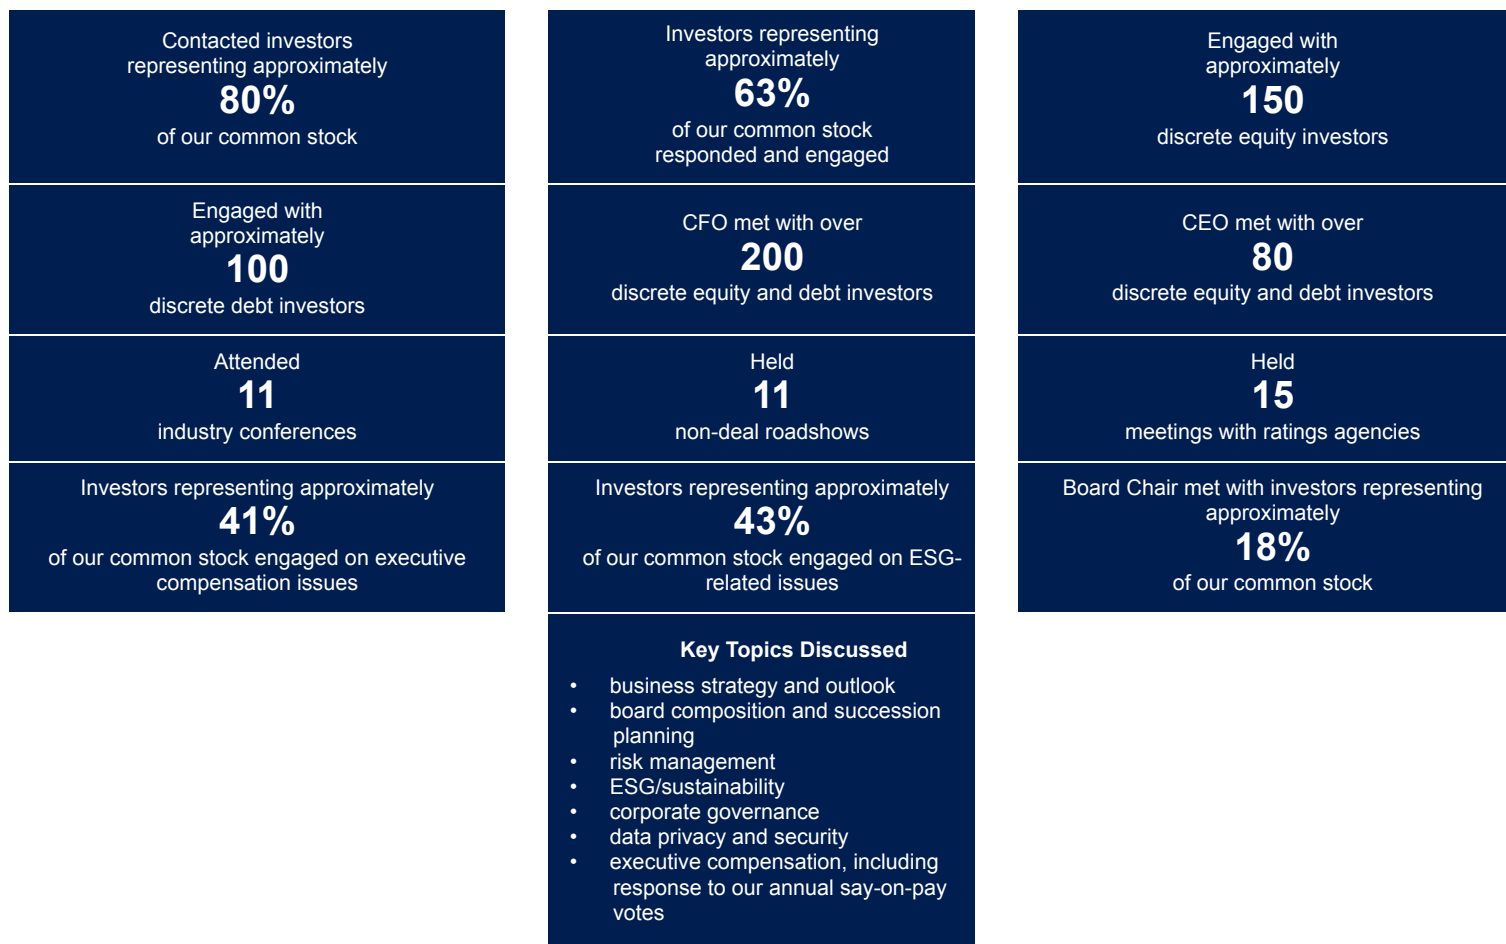 Contacted investors
representing approximately
80%
of our common stock
Investors representing
approximately
63%
of our common stock
responded and engaged
Engaged with
approximately
150
discrete equity investors
Engaged with
approximately
100
discrete debt investors
CFO met with over
200
discrete equity and debt investors
CEO met with over
80
discrete equity and debt investors
Attended
11
industry conferences
Held
11
non-deal roadshows
Held
15
meetings with ratings agencies
Investors representing approximately
41%
of our common stock engaged on executive
compensation issues
Investors representing approximately
43%
of our common stock engaged on ESG-
related issues
Board Chair met with investors representing
approximately
18%
of our common stock
Key Topics Discussed
• business strategy and outlook
• board composition and succession
planning
• risk management
• ESG/sustainability
• corporate governance
• data privacy and security
• executive compensation, including
response to our annual say-on-pay
votes